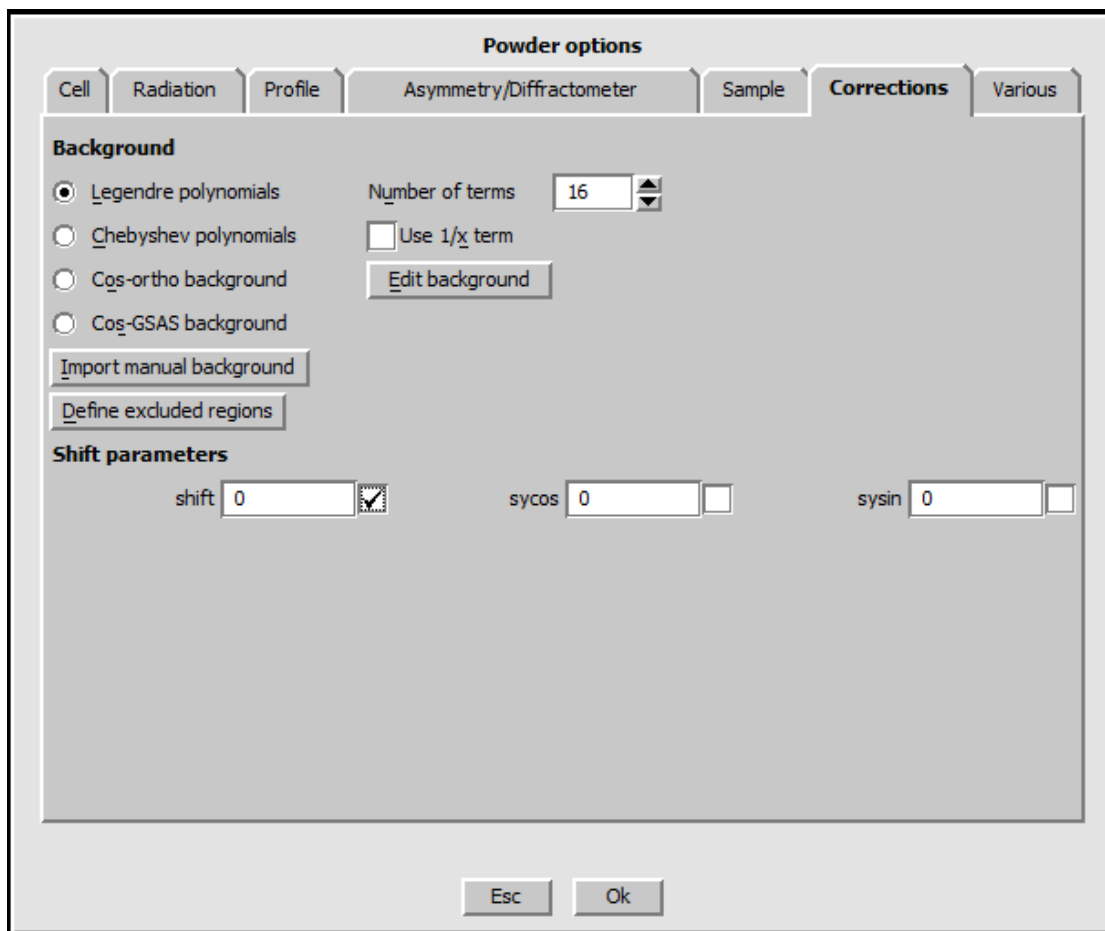 Powder options
Cell Radiation Profile Asymmetry/Diffractometer Sample Corrections Various
Background
Legendre polynomials Number of terms 16
Chebyshev polynomials Use 1/x term
Cos-ortho background Edit background
Cos-GSAS background
Import manual background
Define excluded regions
Shift parameters
shift 0 sycos 0 sysin 0
Esc Ok